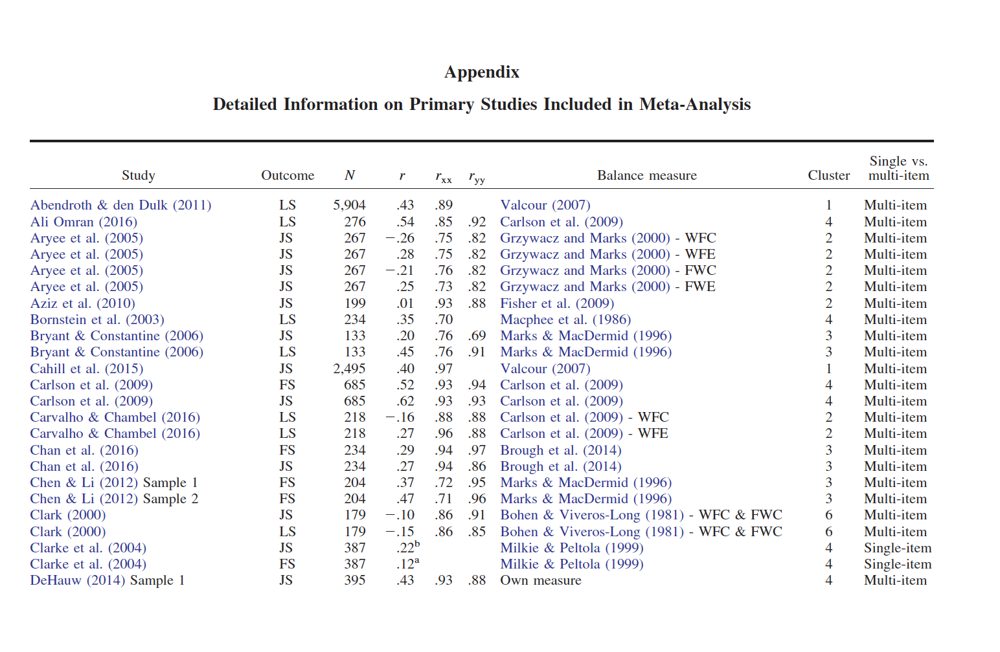 Appendix
Detailed Information on Primary Studies Included in Meta-Analysis
Single vs.
Study Outcome N r rxx ryy Balance measure Cluster multi-item
Abendroth & den Dulk (2011) LS 5,904 .43 .89 Valcour (2007) 1 Multi-item
Ali Omran (2016) LS 276 .54 .85 .92 Carlson et al. (2009) 4 Multi-item
Aryee et al. (2005) JS 267 −.26 .75 .82 Grzywacz and Marks (2000) - WFC 2 Multi-item
Aryee et al. (2005) JS 267 .28 .75 .82 Grzywacz and Marks (2000) - WFE 2 Multi-item
Aryee et al. (2005) JS 267 −.21 .76 .82 Grzywacz and Marks (2000) - FWC 2 Multi-item
Aryee et al. (2005) JS 267 .25 .73 .82 Grzywacz and Marks (2000) - FWE 2 Multi-item
Aziz et al. (2010) JS 199 .01 .93 .88 Fisher et al. (2009) 2 Multi-item
Bornstein et al. (2003) LS 234 .35 .70 Macphee et al. (1986) 4 Multi-item
Bryant & Constantine (2006) JS 133 .20 .76 .69 Marks & MacDermid (1996) 3 Multi-item
Bryant & Constantine (2006) LS 133 .45 .76 .91 Marks & MacDermid (1996) 3 Multi-item
Cahill et al. (2015) JS 2,495 .40 .97 Valcour (2007) 1 Multi-item
Carlson et al. (2009) FS 685 .52 .93 .94 Carlson et al. (2009) 4 Multi-item
Carlson et al. (2009) JS 685 .62 .93 .93 Carlson et al. (2009) 4 Multi-item
Carvalho & Chambel (2016) LS 218 −.16 .88 .88 Carlson et al. (2009) - WFC 2 Multi-item
Carvalho & Chambel (2016) LS 218 .27 .96 .88 Carlson et al. (2009) - WFE 2 Multi-item
Chan et al. (2016) FS 234 .29 .94 .97 Brough et al. (2014) 3 Multi-item
Chan et al. (2016) JS 234 .27 .94 .86 Brough et al. (2014) 3 Multi-item
Chen & Li (2012) Sample 1 FS 204 .37 .72 .95 Marks & MacDermid (1996) 3 Multi-item
Chen & Li (2012) Sample 2 FS 204 .47 .71 .96 Marks & MacDermid (1996) 3 Multi-item
Clark (2000) JS 179 −.10 .86 .91 Bohen & Viveros-Long (1981) - WFC & FWC 6 Multi-item
Clark (2000) LS 179 −.15 .86 .85 Bohen & Viveros-Long (1981) - WFC & FWC 6 Multi-item
Clarke et al. (2004) JS 387 .22b Milkie & Peltola (1999) 4 Single-item
Clarke et al. (2004) FS 387 .12a Milkie & Peltola (1999) 4 Single-item
DeHauw (2014) Sample 1 JS 395 .43 .93 .88 Own measure 4 Multi-item